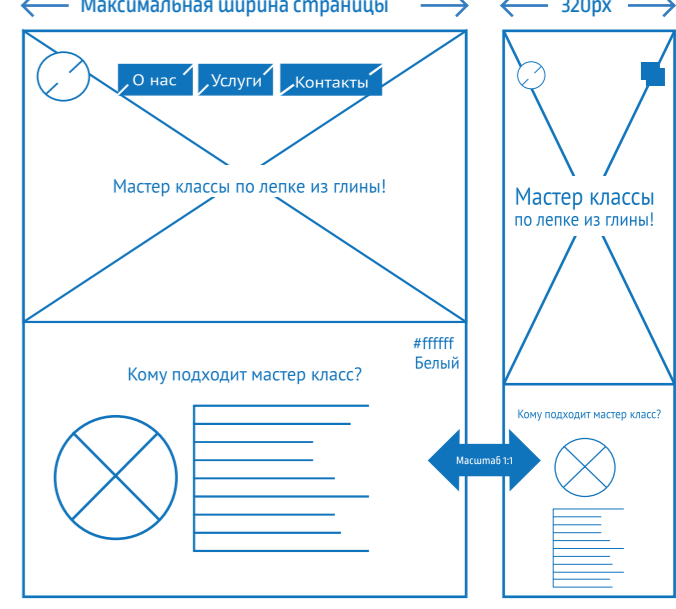 Максимальная ширина страницы
320px
О нас
Услуги
Контакты
Мастер классы по лепке из глины!
Мастер классы
по лепке из глины!
#ffffff
Белый
Кому подходит мастер класс?
Кому подходит мастер класс?
Масштаб 1:1